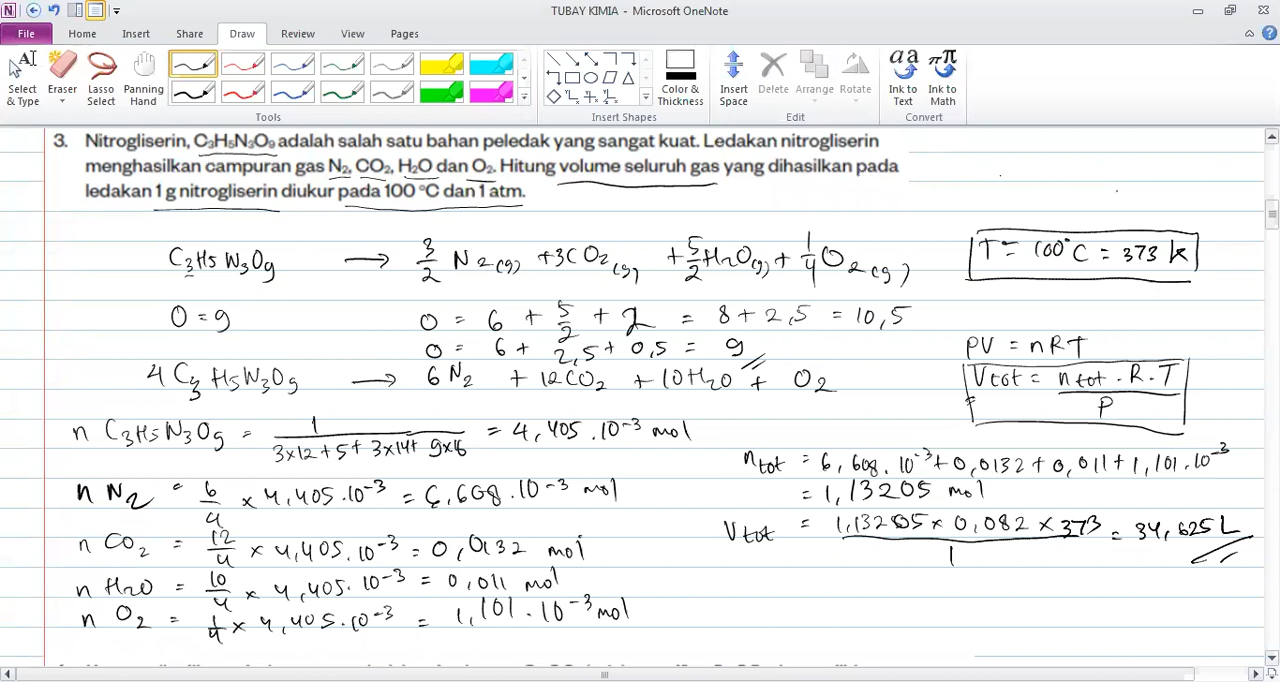 TUBAY KIMIA - Microsoft OneNote
File Home Insert Share Draw Review View Pages
Select & Type
Eraser
Lasso Select
Panning Hand
Color & Thickness
Insert Space
Delete
Arrange
Rotate
Ink to Text
Ink to Math
Tools
Insert Shapes
Edit
Convert
3. Nitrogliserin, C₃H₅N₃O₉ adalah salah satu bahan peledak yang sangat kuat. Ledakan nitrogliserin
menghasilkan campuran gas N₂, CO₂, H₂O dan O₂. Hitung volume seluruh gas yang dihasilkan pada
ledakan 1 g nitrogliserin diukur pada 100 °C dan 1 atm.
C₃H₅N₃O₉ → 3/2 N₂(g) + 3CO₂(g) + 5/2 H₂O(g) + 1/4 O₂(g)
T = 100°C = 373 K
O = 9
O = 6 + 5/2 + 2 = 8 + 2,5 = 10,5
O = 6 + 2,5 + 0,5 = 9
4 C₃H₅N₃O₉ → 6N₂ + 12CO₂ + 10H₂O + O₂
n C₃H₅N₃O₉ = 1 / (3x12+5+3x14+9x16) = 4,405 . 10⁻³ mol
n N₂ = 6/4 x 4,405 . 10⁻³ = 6,608 . 10⁻³ mol
n CO₂ = 12/4 x 4,405 . 10⁻³ = 0,0132 mol
n H₂O = 10/4 x 4,405 . 10⁻³ = 0,011 mol
n O₂ = 1/4 x 4,405 . 10⁻³ = 1,101 . 10⁻³ mol
PV = nRT
Vtot = ntot . R . T / P
ntot = 6,608 . 10⁻³ + 0,0132 + 0,011 + 1,101 . 10⁻³
= 1,13205 mol
Vtot = 1,13205 x 0,082 x 373 / 1 = 34,625 L